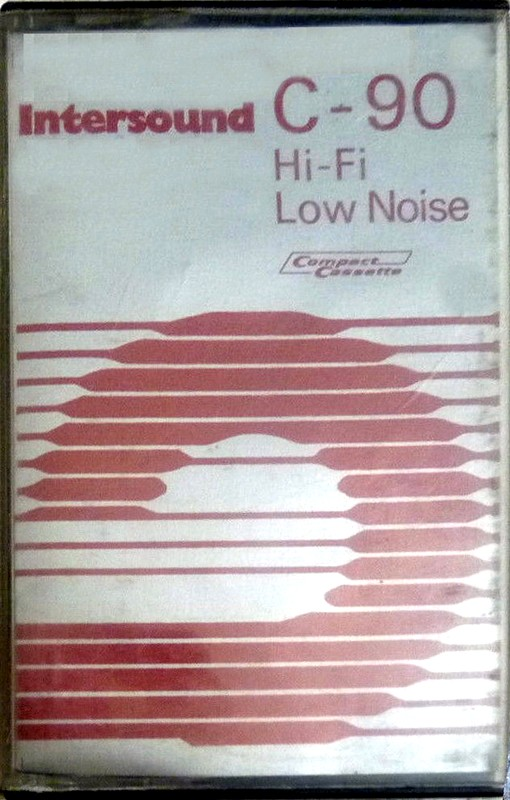 Intersound C-90
Hi-Fi
Low Noise
Compact
Cassette